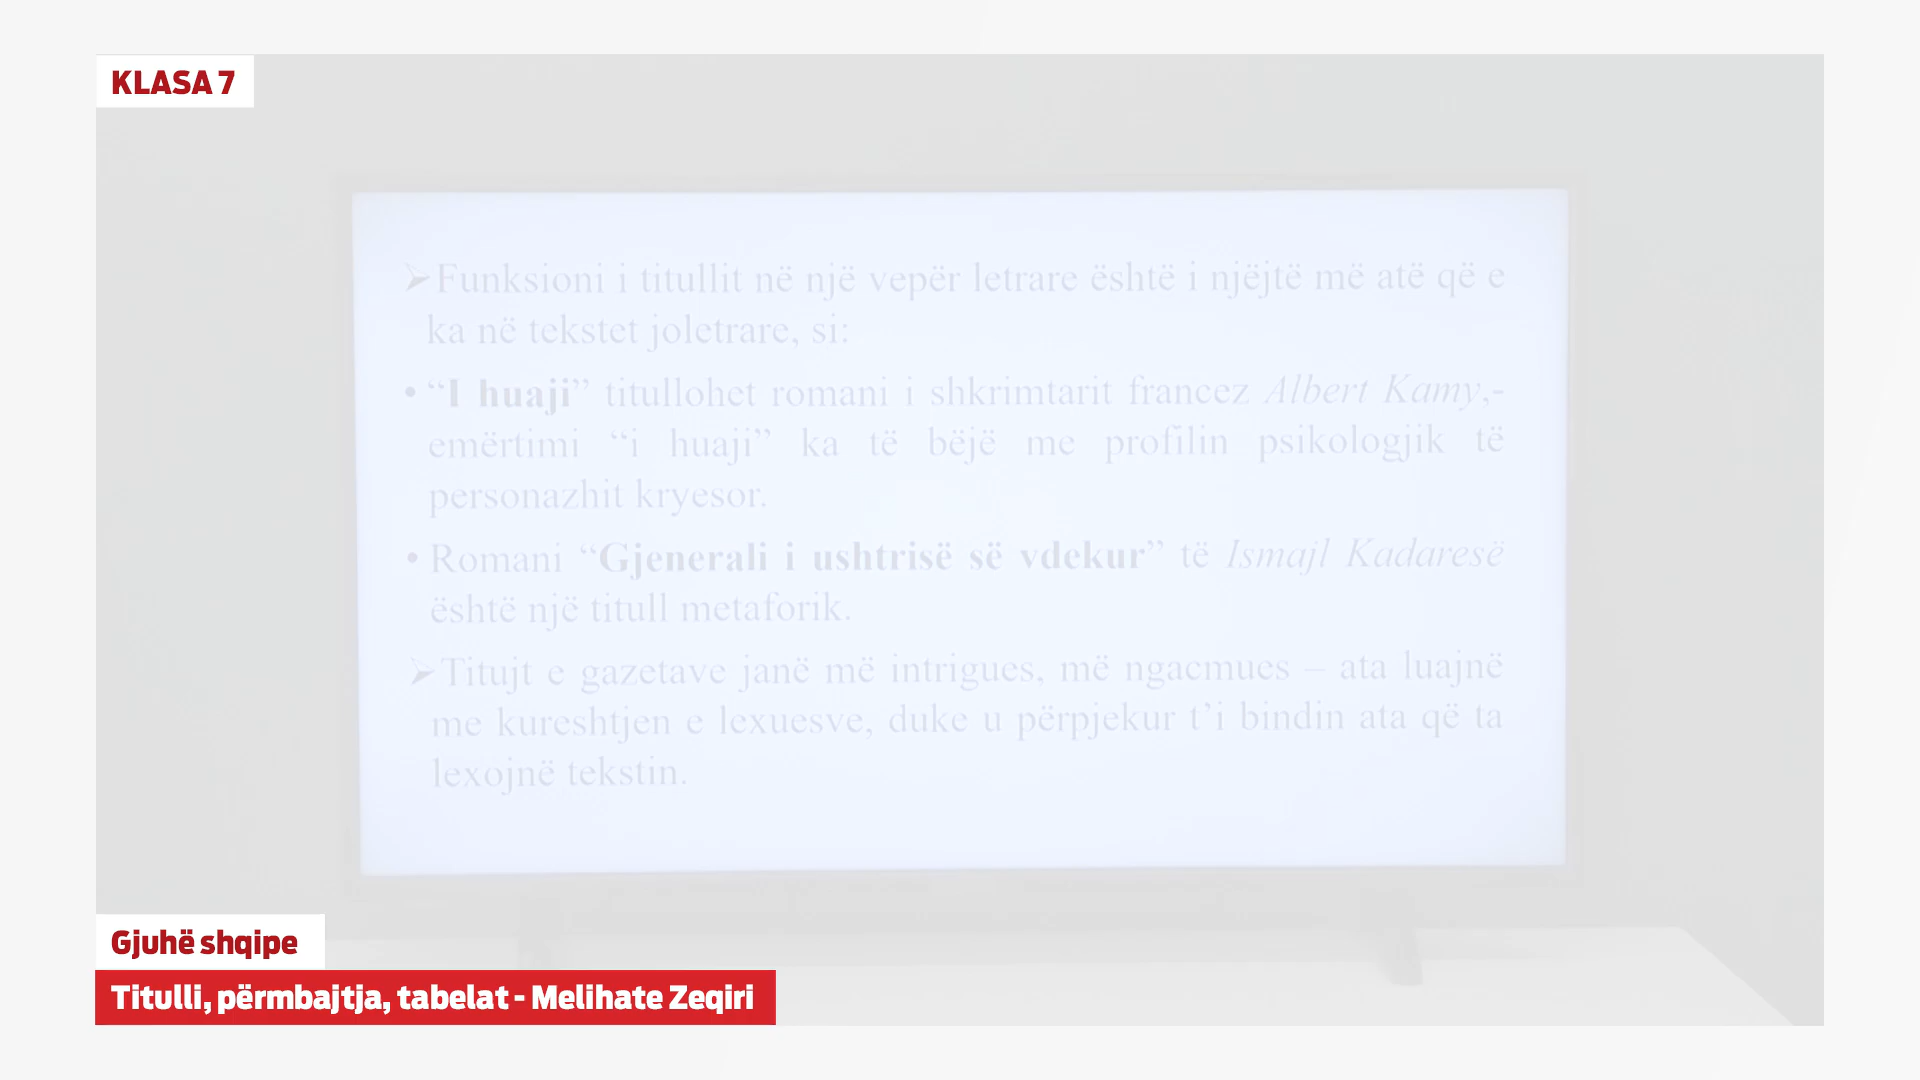 KLASA 7
➢Funksioni i titullit në një vepër letrare është i njëjtë më atë që e
ka në tekstet joletrare, si:
• “I huaji” titullohet romani i shkrimtarit francez Albert Kamy,-
emërtimi “i huaji” ka të bëjë me profilin psikologjik të
personazhit kryesor.
• Romani “Gjenerali i ushtrisë së vdekur” të Ismajl Kadaresë
është një titull metaforik.
➢Titujt e gazetave janë më intrigues, më ngacmues – ata luajnë
me kureshtjen e lexuesve, duke u përpjekur t’i bindin ata që ta
lexojnë tekstin.
Gjuhë shqipe
Titulli, përmbajtja, tabelat - Melihate Zeqiri